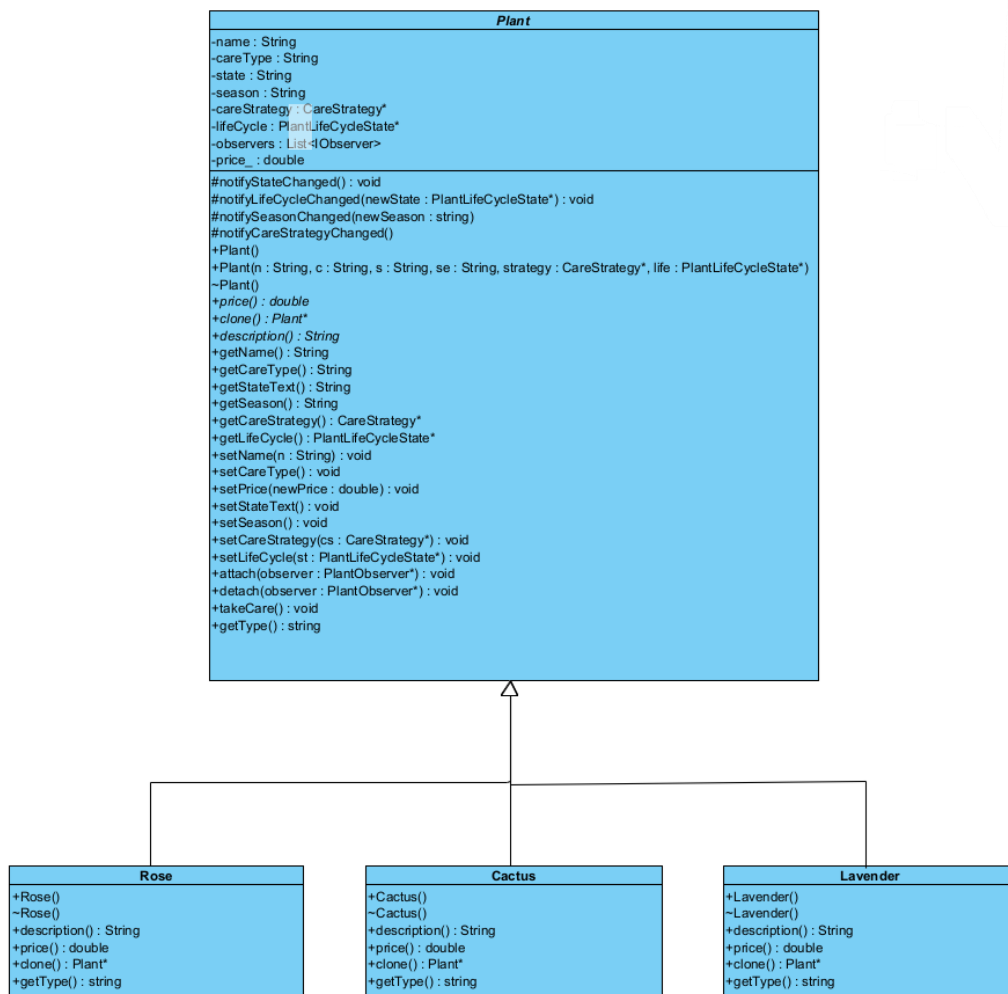 Plant
-name : String
-careType : String
-state : String
-season : String
-careStrategy : CareStrategy*
-lifeCycle : PlantLifeCycleState*
-observers : List<IObserver>
-price_ : double
#notifyStateChanged() : void
#notifyLifeCycleChanged(newState : PlantLifeCycleState*) : void
#notifySeasonChanged(newSeason : string)
#notifyCareStrategyChanged()
+Plant()
+Plant(n : String, c : String, s : String, se : String, strategy : CareStrategy*, life : PlantLifeCycleState*)
~Plant()
+price() : double
+clone() : Plant*
+description() : String
+getName() : String
+getCareType() : String
+getStateText() : String
+getSeason() : String
+getCareStrategy() : CareStrategy*
+getLifeCycle() : PlantLifeCycleState*
+setName(n : String) : void
+setCareType() : void
+setPrice(newPrice : double) : void
+setStateText() : void
+setSeason() : void
+setCareStrategy(cs : CareStrategy*) : void
+setLifeCycle(st : PlantLifeCycleState*) : void
+attach(observer : PlantObserver*) : void
+detach(observer : PlantObserver*) : void
+takeCare() : void
+getType() : string
Rose
+Rose()
~Rose()
+description() : String
+price() : double
+clone() : Plant*
+getType() : string
Cactus
+Cactus()
~Cactus()
+description() : String
+price() : double
+clone() : Plant*
+getType() : string
Lavender
+Lavender()
~Lavender()
+description() : String
+price() : double
+clone() : Plant*
+getType() : string